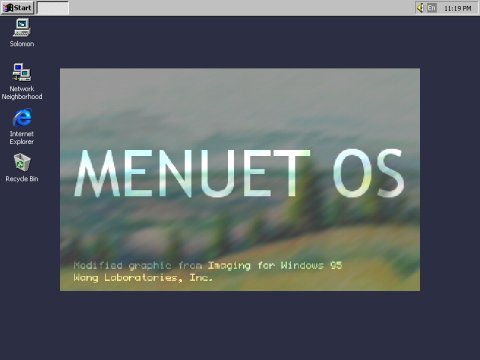 Start
En
11:19 PM
Solomon
Network
Neighborhood
Internet
Explorer
Recycle Bin
MENUET OS
Modified graphic from Imaging for Windows 95
Wang Laboratories, Inc.